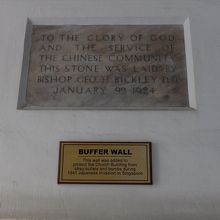 TO THE GLORY OF GOD
AND THE SERVICE OF
THE CHINESE COMMUNITY
THIS STONE WAS LAID BY
BISHOP GEO. H. BICKLEY D.D.
JANUARY 9TH 1924.
BUFFER WALL
This wall was added to
protect the Church Building from
stray bullets and bombs during
1941 Japanese Invasion in Singapore